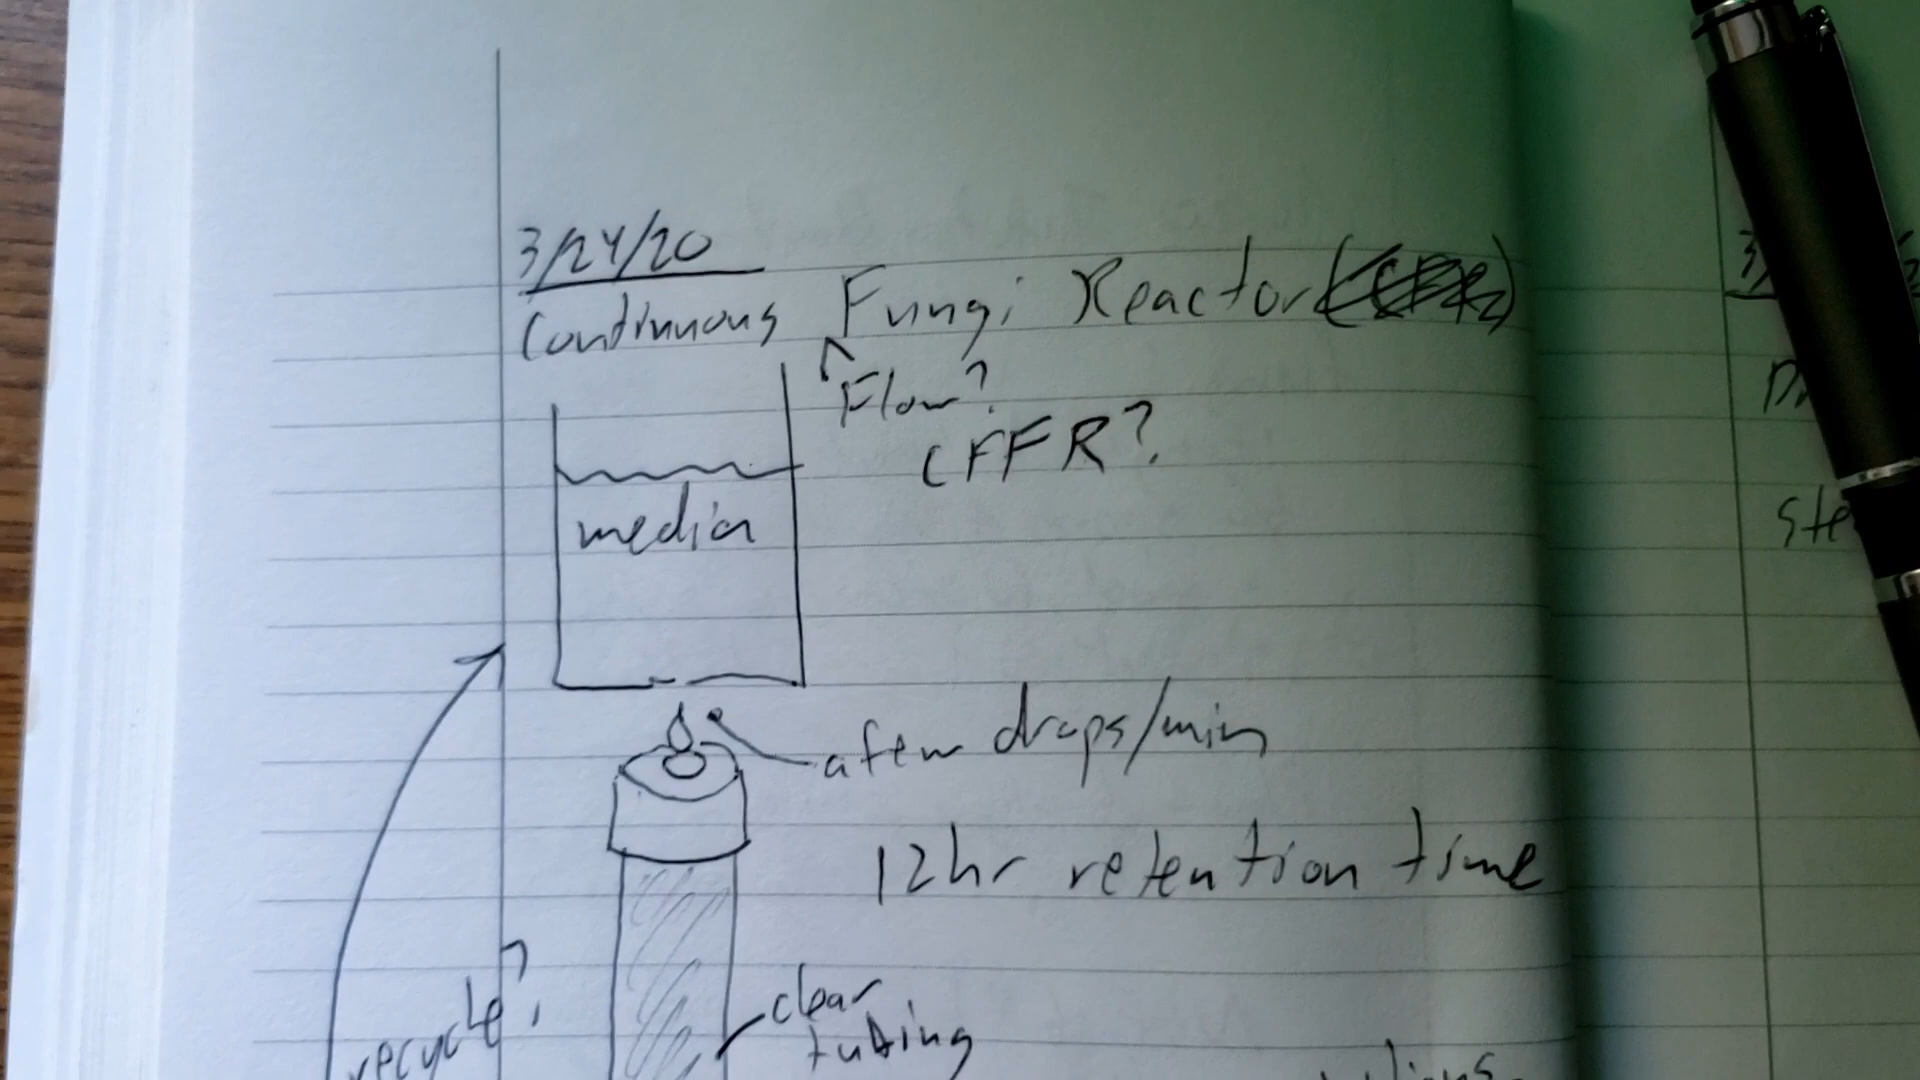 3/24/20
Continuous Fungi Reactor
Flow?
CFFR?
media
a few drops/min
12hr retention time
recycle?
clear
tubing